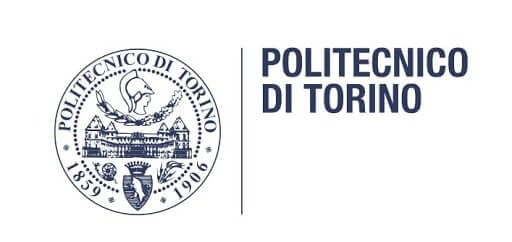 POLITECNICO DI TORINO
1859
1906
POLITECNICO
DI TORINO